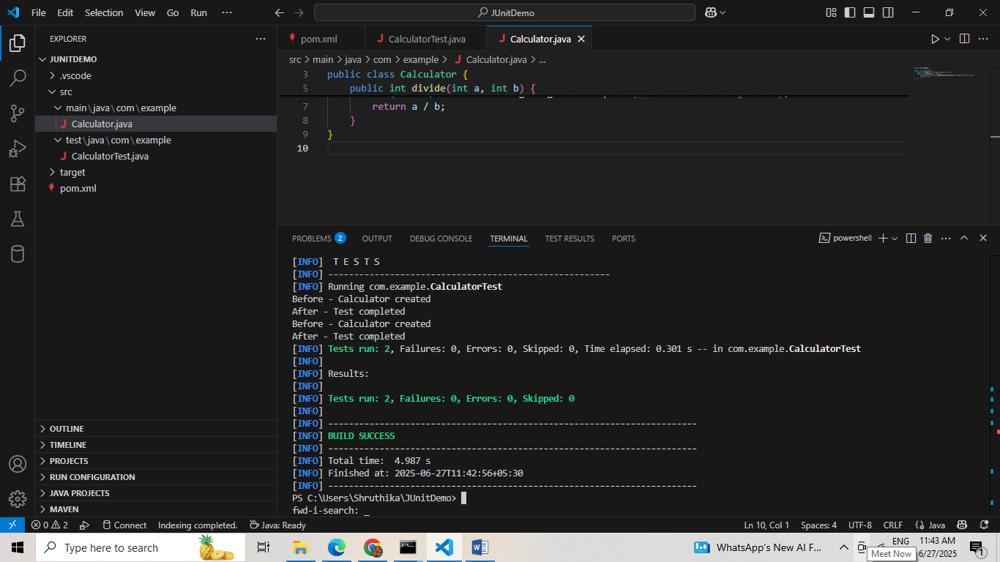 File Edit Selection View Go Run ··· JUnitDemo
EXPLORER ···
JUNITDEMO
.vscode
src
main\java\com\example
Calculator.java
test\java\com\example
CalculatorTest.java
target
pom.xml
OUTLINE
TIMELINE
PROJECTS
RUN CONFIGURATION
JAVA PROJECTS
MAVEN
pom.xml CalculatorTest.java Calculator.java
src > main > java > com > example > Calculator.java > ...
3 public class Calculator {
5 public int divide(int a, int b) {
7 return a / b;
8 }
9 }
10
PROBLEMS 2 OUTPUT DEBUG CONSOLE TERMINAL TEST RESULTS PORTS powershell
[INFO] T E S T S
[INFO] -------------------------------------------------------
[INFO] Running com.example.CalculatorTest
Before - Calculator created
After - Test completed
Before - Calculator created
After - Test completed
[INFO] Tests run: 2, Failures: 0, Errors: 0, Skipped: 0, Time elapsed: 0.301 s -- in com.example.CalculatorTest
[INFO]
[INFO] Results:
[INFO]
[INFO] Tests run: 2, Failures: 0, Errors: 0, Skipped: 0
[INFO]
[INFO] ------------------------------------------------------------------------
[INFO] BUILD SUCCESS
[INFO] ------------------------------------------------------------------------
[INFO] Total time:  4.987 s
[INFO] Finished at: 2025-06-27T11:42:56+05:30
[INFO] ------------------------------------------------------------------------
PS C:\Users\Shruthika\JUnitDemo>
fwd-i-search: _
0 2 Connect Indexing completed. Java: Ready Ln 10, Col 1 Spaces: 4 UTF-8 CRLF {} Java
Type here to search WhatsApp's New AI F... ENG 11:43 AM
Meet Now 6/27/2025 1